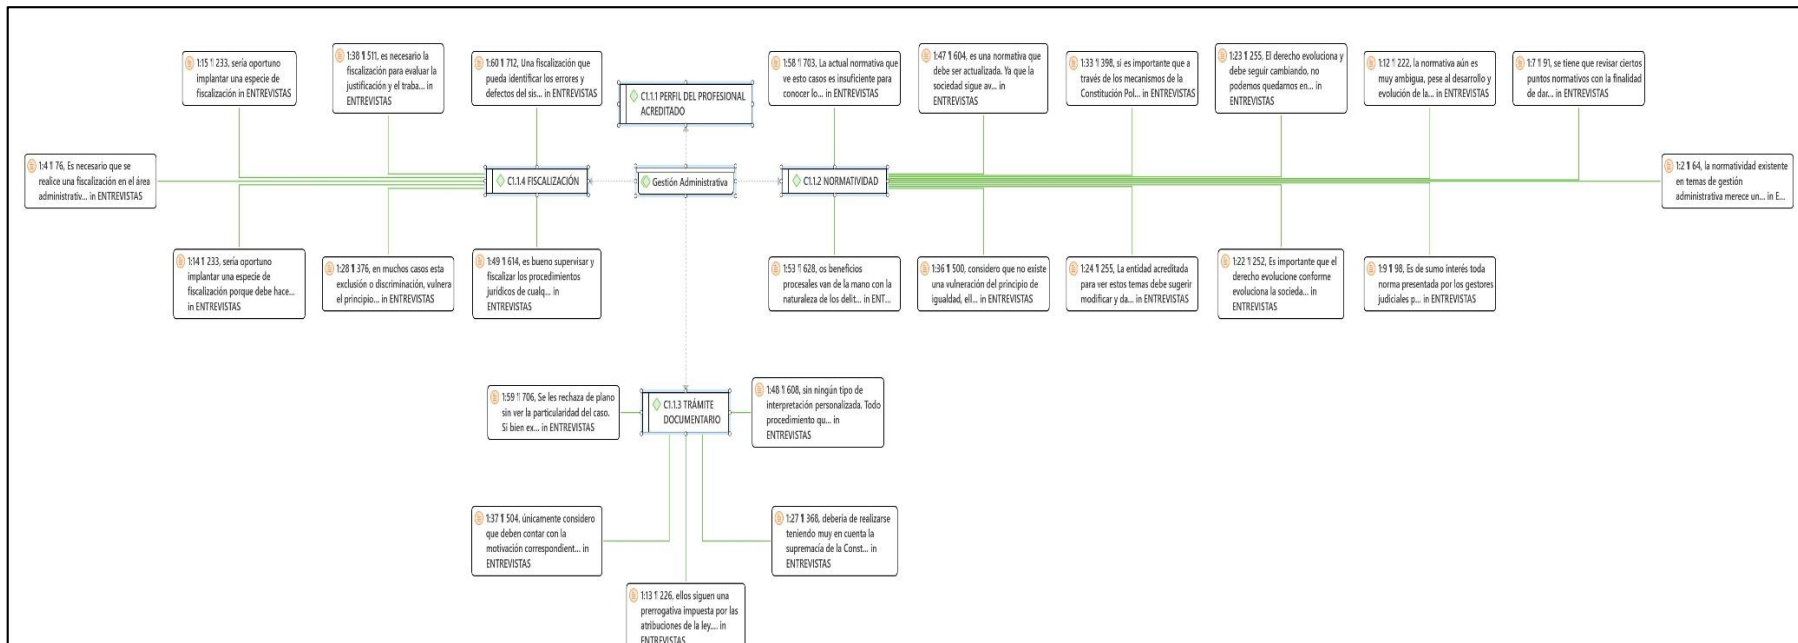 1:15 ¶ 233, sería oportuno
implantar una especie de
fiscalización in ENTREVISTAS
1:38 ¶ 511, es necesario la
fiscalización para evaluar la
justificación y el traba... in
ENTREVISTAS
1:60 ¶ 712, Una fiscalización que
pueda identificar los errores y
defectos del sis... in
ENTREVISTAS
C1.1.1 PERFIL DEL PROFESIONAL
ACREDITADO
1:58 ¶ 703, La actual normativa que
ve esto casos es insuficiente para
conocer lo... in
ENTREVISTAS
1:47 ¶ 604, es una normativa que
debe ser actualizada. Ya que la
sociedad sigue av... in
ENTREVISTAS
1:33 ¶ 398, sí es importante que a
través de los mecanismos de la
Constitución Pol... in
ENTREVISTAS
1:23 ¶ 255. El derecho evoluciona y
debe seguir cambiando, no
podemos quedarnos en... in
ENTREVISTAS
1:12 ¶ 222, la normativa aún es
muy ambigua, pese al desarrollo y
evolución de la... in
ENTREVISTAS
1:7 ¶ 91, se tiene que revisar ciertos
puntos normativos con la finalidad
de dar... in ENTREVISTAS
1:4 ¶ 76, Es necesario que se
realice una fiscalización en el área
administrativ... in ENTREVISTAS
C1.1.4 FISCALIZACIÓN
Gestión Administrativa
C1.1.2 NORMATIVIDAD
1:2 ¶ 64, la normatividad existente
en temas de gestión
administrativa merece un... in E...
1:14 ¶ 233, sería oportuno
implantar una especie de
fiscalización porque debe hace...
in ENTREVISTAS
1:28 ¶ 376, en muchos casos esta
exclusión o discriminación, vulnera
el principio... in ENTREVISTAS
1:49 ¶ 614, es bueno supervisar y
fiscalizar los procedimientos
jurídicos de cualq... in
ENTREVISTAS
1:53 ¶ 628, os beneficios
procesales van de la mano con la
naturaleza de los delit... in ENT...
1:36 ¶ 500, considero que no existe
una vulneración del principio de
igualdad, ell... in ENTREVISTAS
1:24 ¶ 255, La entidad acreditada
para ver estos temas debe sugerir
modificar y da... in ENTREVISTAS
1:22 ¶ 252, Es importante que el
derecho evolucione conforme
evoluciona la socieda... in
ENTREVISTAS
1:9 ¶ 98, Es de sumo interés toda
norma presentada por los gestores
judiciales p... in ENTREVISTAS
1:59 ¶ 706, Se les rechaza de plano
sin ver la particularidad del caso.
Si bien ex... in ENTREVISTAS
C1.1.3 TRÁMITE
DOCUMENTARIO
1:48 ¶ 608, sin ningún tipo de
interpretación personalizada. Todo
procedimiento qu... in
ENTREVISTAS
1:37 ¶ 504, únicamente considero
que deben contar con la
motivación correspondient... in
ENTREVISTAS
1:27 ¶ 368, debería de realizarse
teniendo muy en cuenta la
supremacía de la Const... in
ENTREVISTAS
1:13 ¶ 226, ellos siguen una
prerrogativa impuesta por las
atribuciones de la ley.... in
ENTREVISTAS